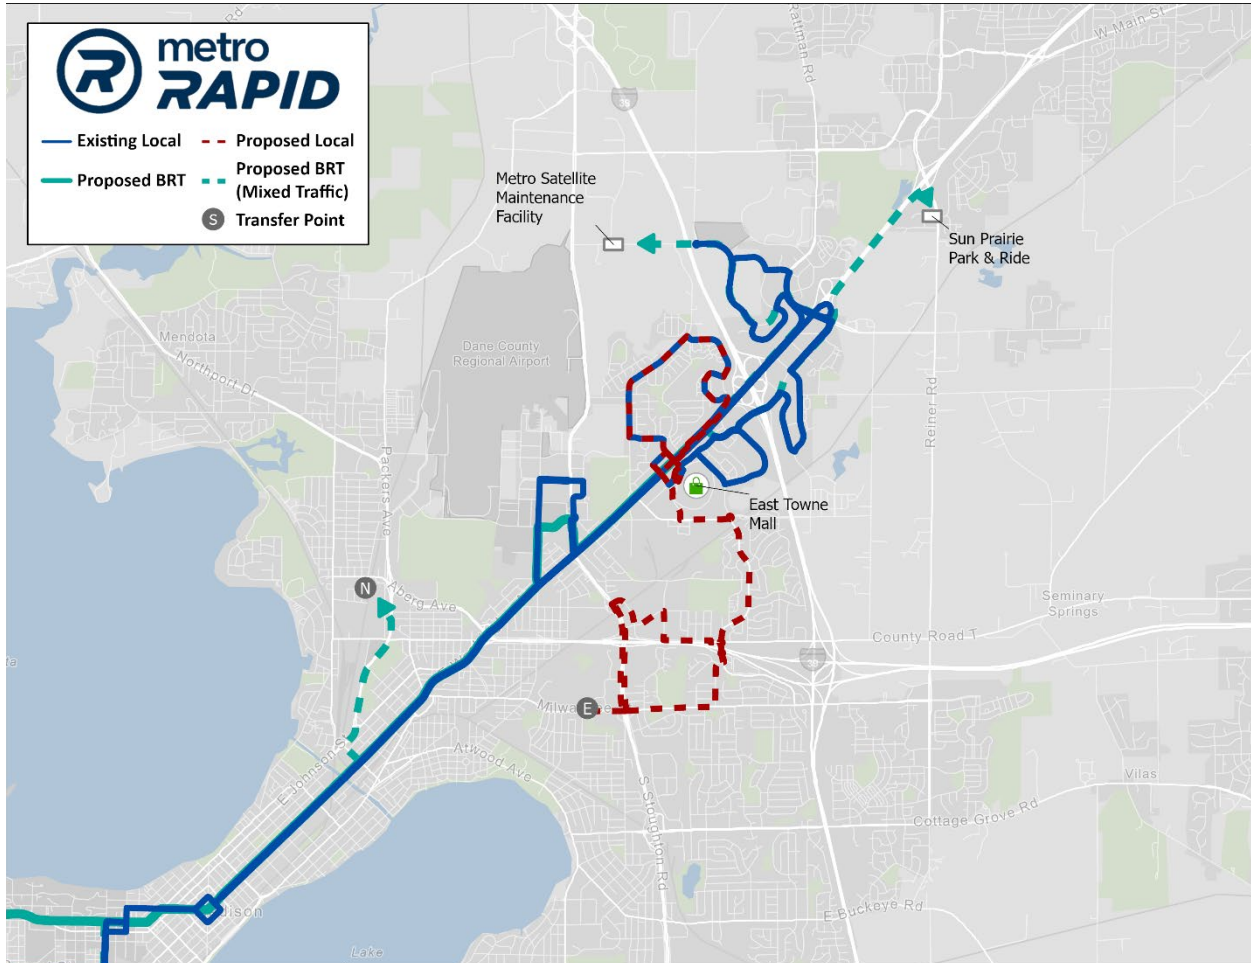 R metro
RAPID
Existing Local
Proposed Local
Proposed BRT
Proposed BRT
(Mixed Traffic)
S Transfer Point
Rattman Rd
W Main St
39
Metro Satellite
Maintenance
Facility
Sun Prairie
Park & Ride
Mendota
Northport Dr
Dane County
Regional Airport
Reiner Rd
Packers Ave
East Towne
Mall
N
Aberg Ave
Seminary
Springs
County Road T
39
E
E Johnson St
Atwood Ave
S Stoughton Rd
Vilas
Cottage Grove Rd
E Buckeye Rd
Lake